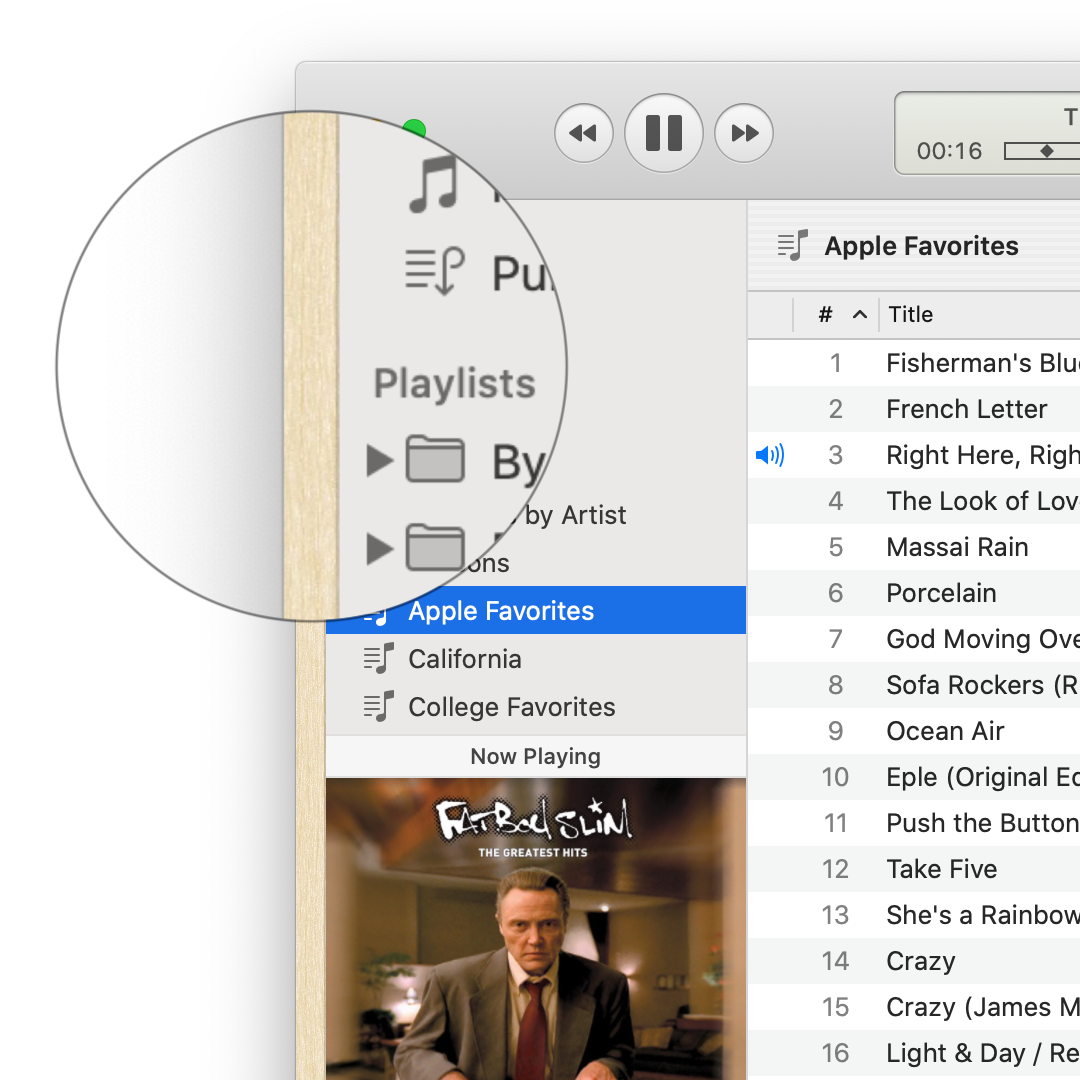 T
00:16
Pu
Playlists
By
by Artist
ons
Apple Favorites
California
College Favorites
Now Playing
FATBOY SLIM
THE GREATEST HITS
Apple Favorites
# Title
1 Fisherman's Blue
2 French Letter
3 Right Here, Righ
4 The Look of Lov
5 Massai Rain
6 Porcelain
7 God Moving Ove
8 Sofa Rockers (R
9 Ocean Air
10 Eple (Original Ed
11 Push the Button
12 Take Five
13 She's a Rainbow
14 Crazy
15 Crazy (James M
16 Light & Day / Re